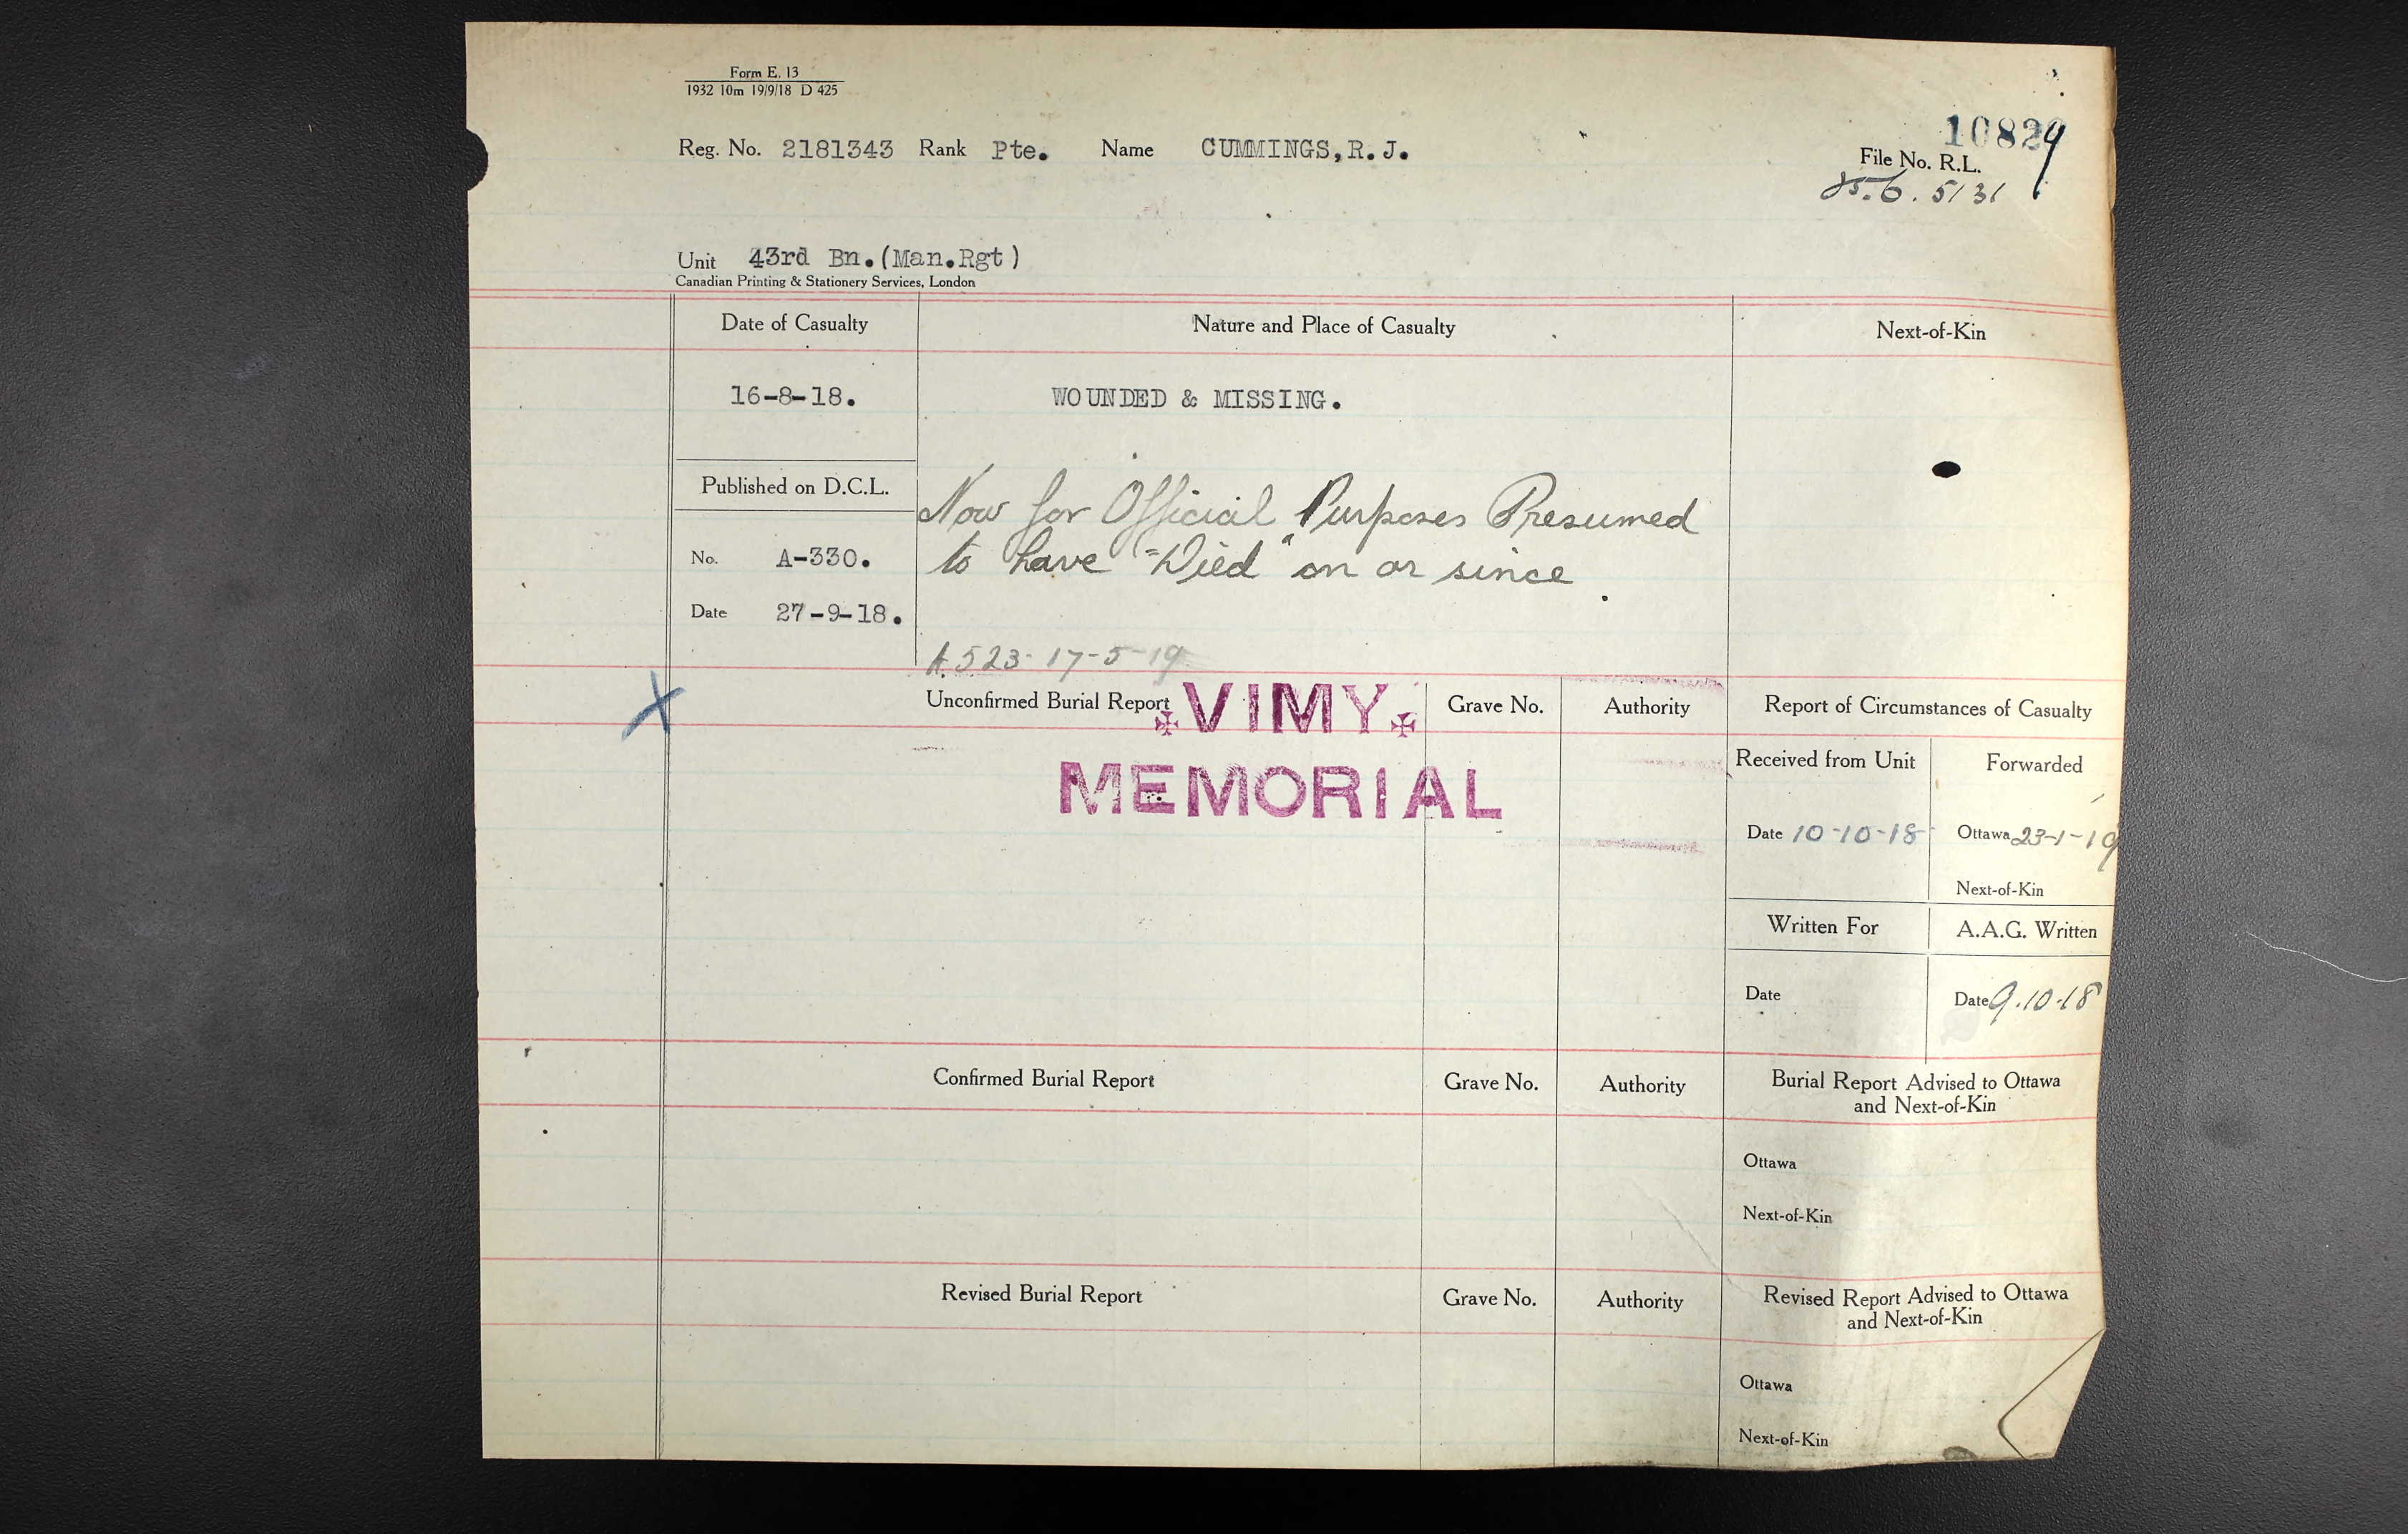 Form E. 13
1932 10m 19/9/18 D 425
Reg. No. 2181343 Rank Pte. Name CUMMINGS,R.J.
10829
File No. R.L.
25.6.5131
Unit 43rd Bn.(Man.Rgt)
Canadian Printing & Stationery Services, London
Date of Casualty Nature and Place of Casualty Next-of-Kin
16-8-18. WOUNDED & MISSING.
Published on D.C.L.
Now for Official Purposes Presumed
to have "Died" on or since.
No. A-330.
Date 27-9-18.
A.523-17-5-19
Unconfirmed Burial Report VIMY Grave No. Authority Report of Circumstances of Casualty
MEMORIAL
Received from Unit Forwarded
Date 10-10-18 Ottawa 23-1-19
Next-of-Kin
Written For A.A.G. Written
Date Date 9.10.18
Confirmed Burial Report Grave No. Authority Burial Report Advised to Ottawa
and Next-of-Kin
Ottawa
Next-of-Kin
Revised Burial Report Grave No. Authority Revised Report Advised to Ottawa
and Next-of-Kin
Ottawa
Next-of-Kin